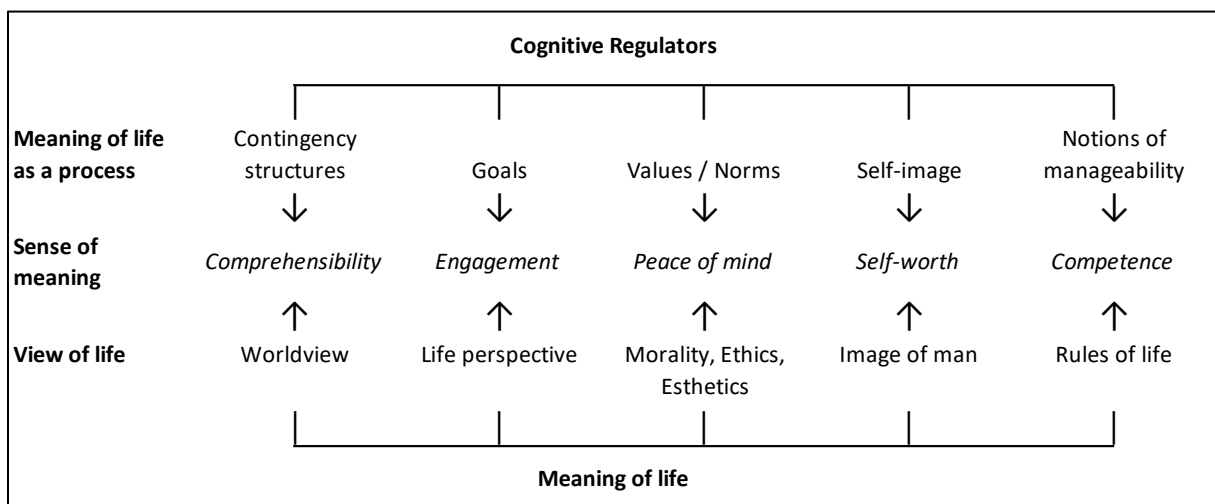 Cognitive Regulators
Meaning of life as a process
Contingency structures
Goals
Values / Norms
Self-image
Notions of manageability
Sense of meaning
Comprehensibility
Engagement
Peace of mind
Self-worth
Competence
View of life
Worldview
Life perspective
Morality, Ethics, Esthetics
Image of man
Rules of life
Meaning of life